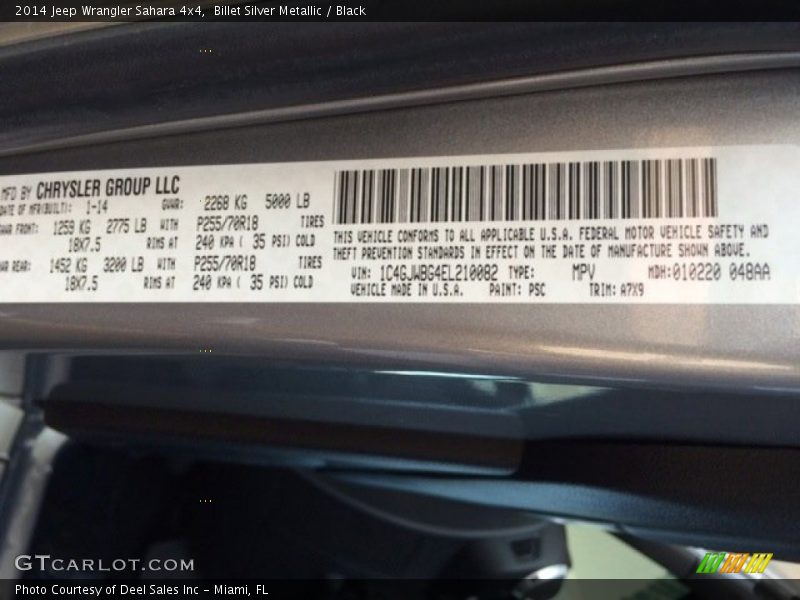 2014 Jeep Wrangler Sahara 4x4,  Billet Silver Metallic / Black
MFD BY CHRYSLER GROUP LLC
DATE OF MFR(BUILT): 1-14 GVWR: 2268 KG 5000 LB
GAWR FRONT: 1259 KG 2775 LB WITH P255/70R18 TIRES
18X7.5 RIMS AT 240 KPA ( 35 PSI) COLD
GAWR REAR: 1452 KG 3200 LB WITH P255/70R18 TIRES
18X7.5 RIMS AT 240 KPA ( 35 PSI) COLD
THIS VEHICLE CONFORMS TO ALL APPLICABLE U.S.A. FEDERAL MOTOR VEHICLE SAFETY AND
THEFT PREVENTION STANDARDS IN EFFECT ON THE DATE OF MANUFACTURE SHOWN ABOVE.
VIN: 1C4GJWBG4EL210082 TYPE: MPV MDH:010220 048AA
VEHICLE MADE IN U.S.A. PAINT: PSC TRIM: A7X9
GTCARLOT.COM
Photo Courtesy of Deel Sales Inc - Miami, FL